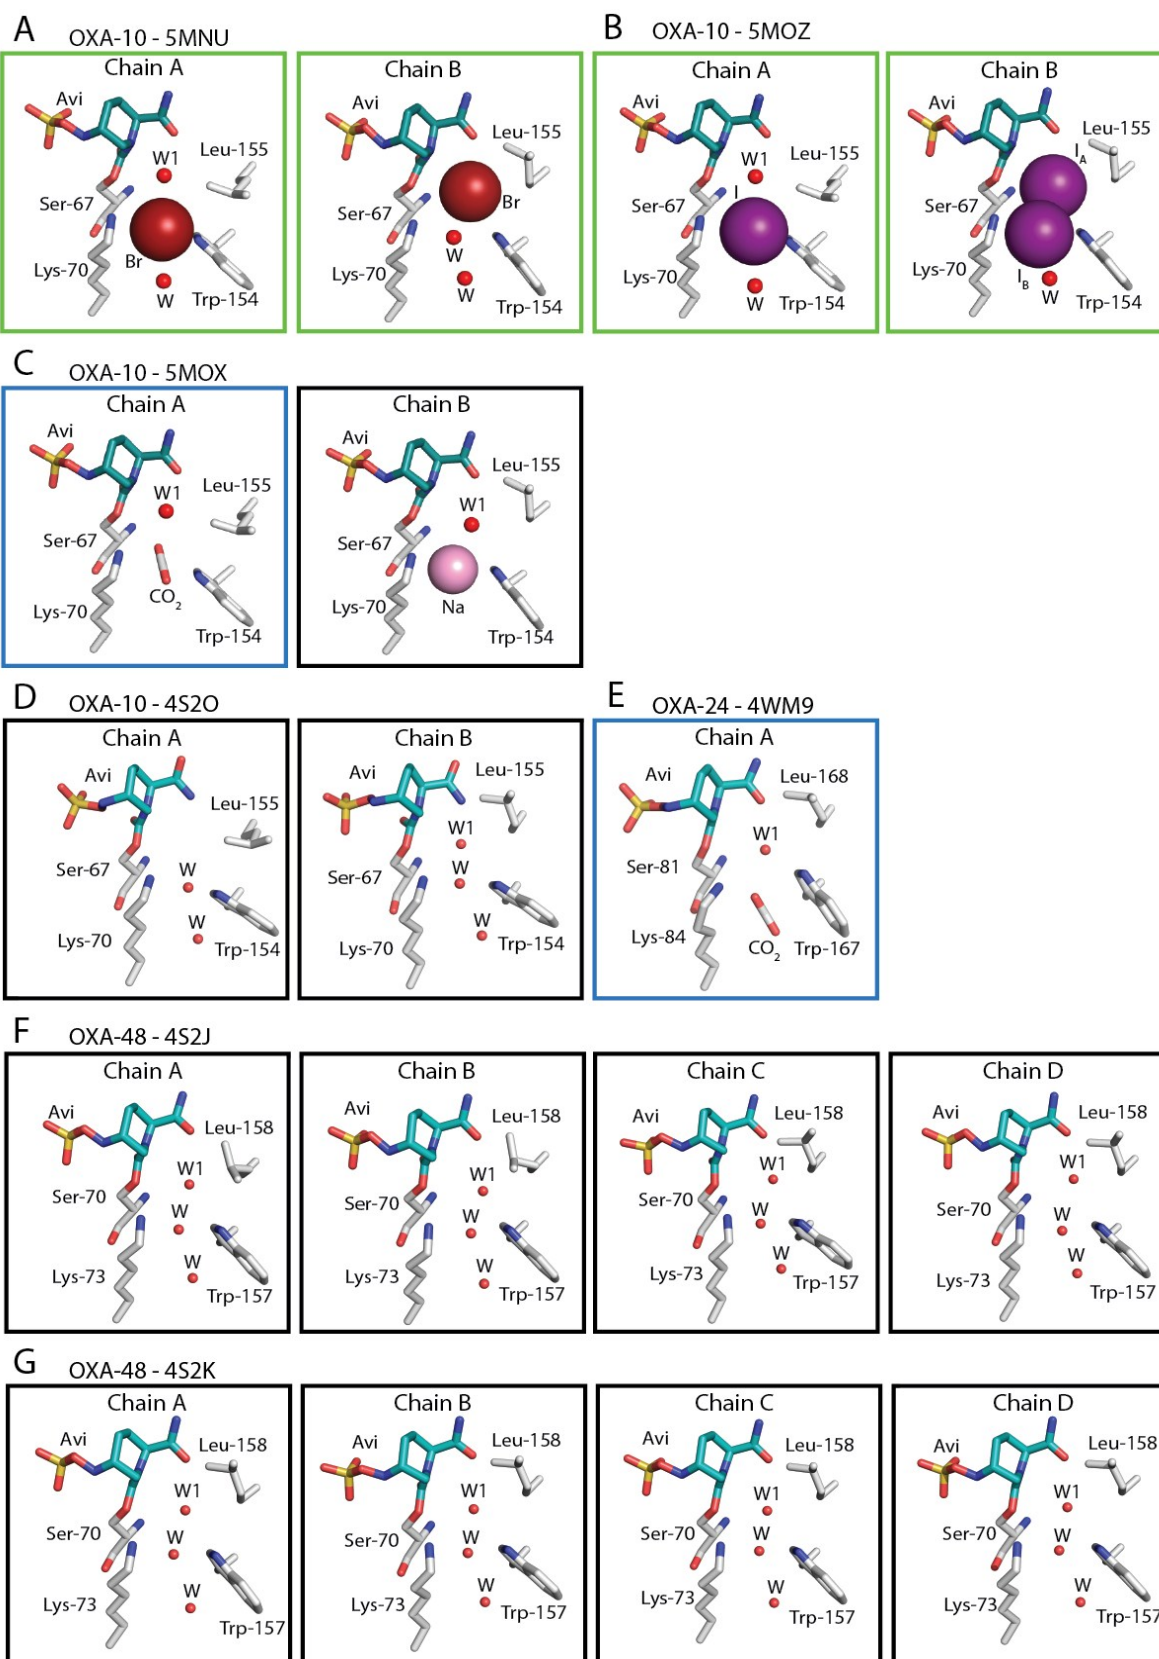 A
OXA-10 - 5MNU
Chain A
Avi
W1
Leu-155
Ser-67
Br
Lys-70
W
Trp-154
Chain B
Avi
Leu-155
Br
Ser-67
W
Lys-70
W
Trp-154
B
OXA-10 - 5MOZ
Chain A
Avi
W1
Leu-155
I
Ser-67
Lys-70
W
Trp-154
Chain B
Avi
Leu-155
IA
Ser-67
Lys-70
IB
W
Trp-154
C
OXA-10 - 5MOX
Chain A
Avi
W1
Leu-155
Ser-67
CO2
Lys-70
Trp-154
Chain B
Avi
Leu-155
W1
Ser-67
Lys-70
Na
Trp-154
D
OXA-10 - 4S2O
Chain A
Avi
Leu-155
Ser-67
W
W
Lys-70
Trp-154
Chain B
Avi
Leu-155
W1
W
Ser-67
W
Lys-70
Trp-154
E
OXA-24 - 4WM9
Chain A
Avi
Leu-168
W1
Ser-81
Lys-84
CO2
Trp-167
F
OXA-48 - 4S2J
Chain A
Avi
Leu-158
W1
Ser-70
W
W
Lys-73
Trp-157
Chain B
Avi
Leu-158
W1
Ser-70
W
W
Lys-73
Trp-157
Chain C
Avi
Leu-158
W1
Ser-70
W
W
Lys-73
Trp-157
Chain D
Avi
Leu-158
W1
Ser-70
W
W
Lys-73
Trp-157
G
OXA-48 - 4S2K
Chain A
Avi
Leu-158
W1
Ser-70
W
W
Lys-73
Trp-157
Chain B
Avi
Leu-158
W1
Ser-70
W
W
Lys-73
Trp-157
Chain C
Avi
Leu-158
W1
Ser-70
W
W
Lys-73
Trp-157
Chain D
Avi
Leu-158
W1
Ser-70
W
W
Lys-73
Trp-157